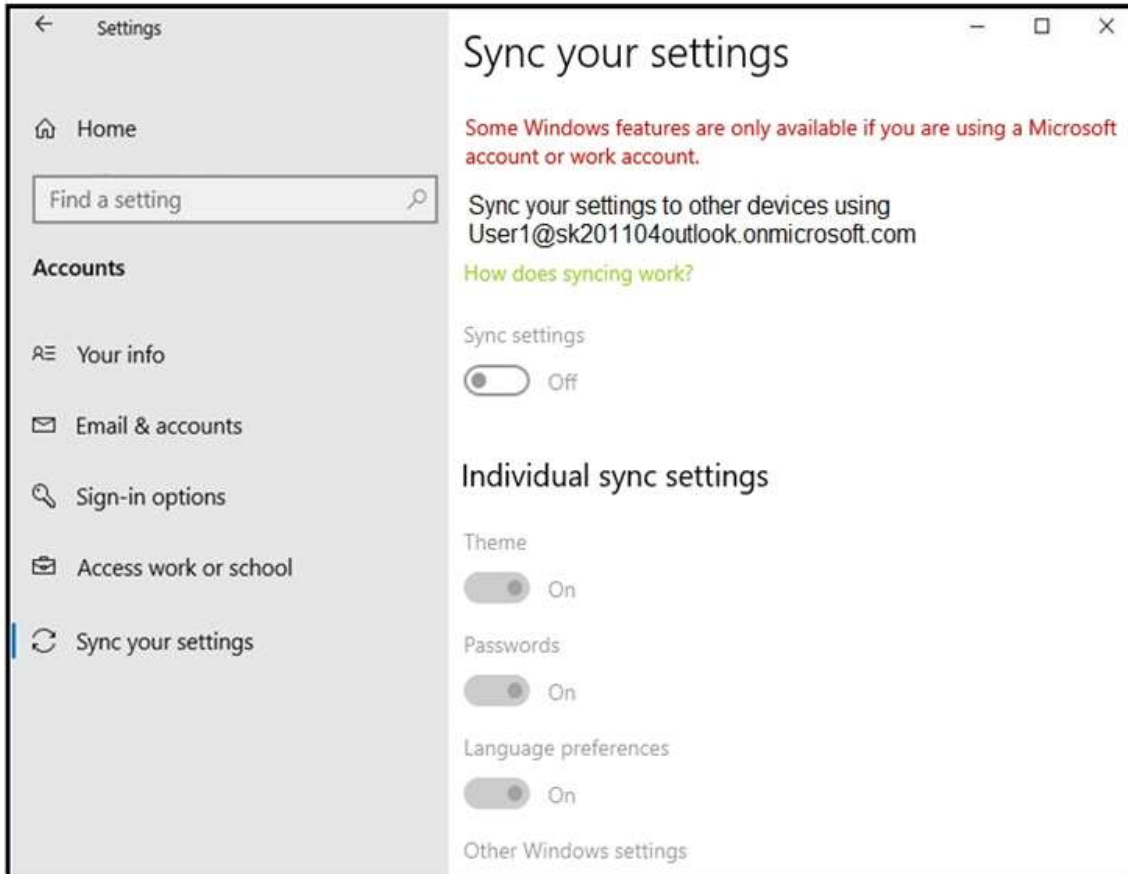 Settings
Home
Find a setting
Accounts
Your info
Email & accounts
Sign-in options
Access work or school
Sync your settings
Sync your settings
Some Windows features are only available if you are using a Microsoft
account or work account.
Sync your settings to other devices using
User1@sk201104outlook.onmicrosoft.com
How does syncing work?
Sync settings
Off
Individual sync settings
Theme
On
Passwords
On
Language preferences
On
Other Windows settings